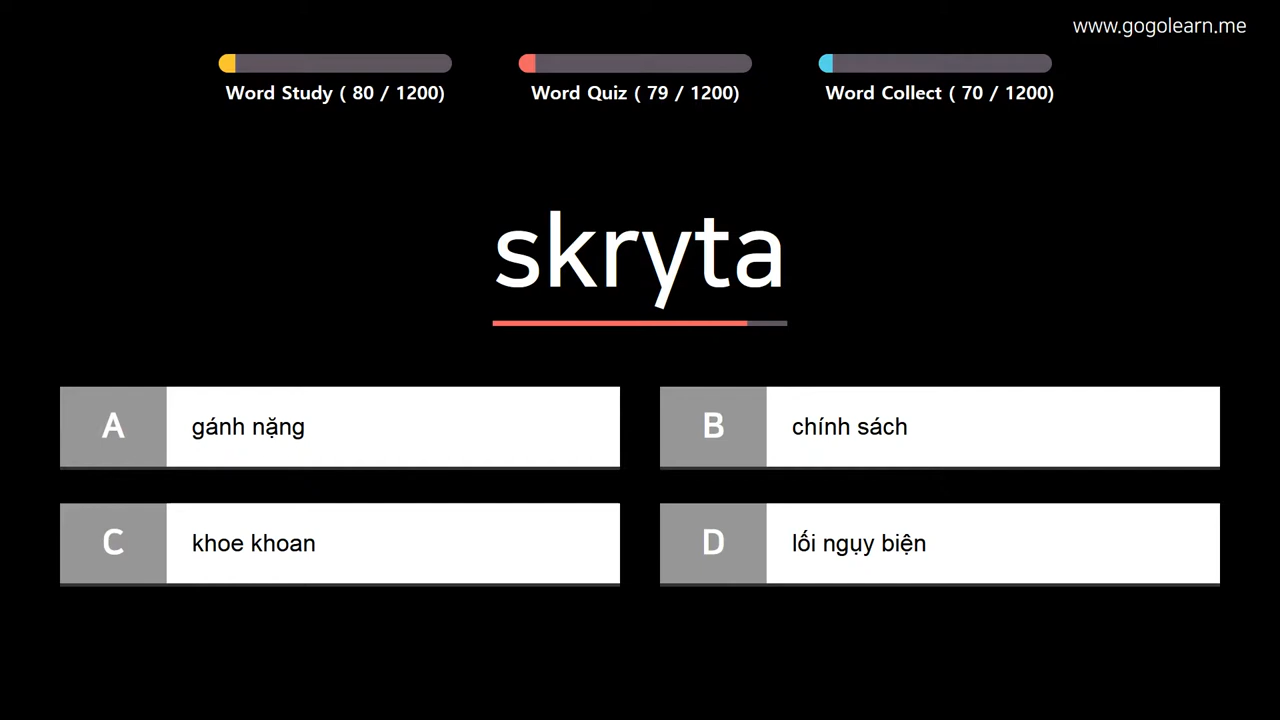 www.gogolearn.me
Word Study ( 80 / 1200)
Word Quiz ( 79 / 1200)
Word Collect ( 70 / 1200)
skryta
A gánh nặng
B chính sách
C khoe khoan
D lối ngụy biện